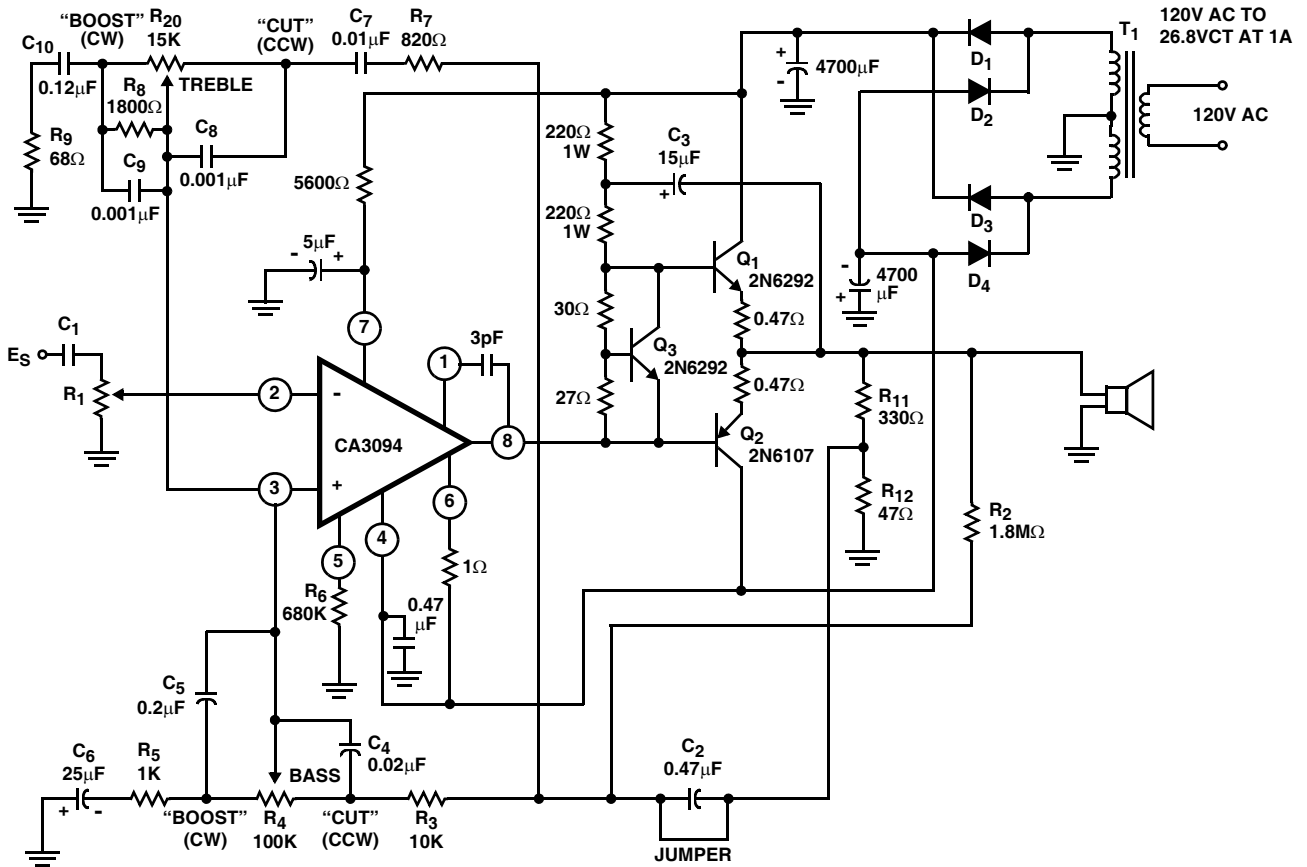 “BOOST”
(CW)
R20
15K
“CUT”
(CCW)
C7
0.01µF
R7
820Ω
C10
0.12µF
TREBLE
R8
1800Ω
R9
68Ω
C8
0.001µF
C9
0.001µF
5600Ω
- 5µF +
220Ω
1W
C3
15µF
+
220Ω
1W
+
-
4700µF
D1
D2
T1
120V AC TO
26.8VCT AT 1A
120V AC
D3
D4
-
+
4700
µF
Q1
2N6292
30Ω
0.47Ω
Q3
2N6292
27Ω
0.47Ω
Q2
2N6107
R11
330Ω
R12
47Ω
R2
1.8MΩ
C1
ES
R1
7
1
3pF
2
-
CA3094
8
3
+
6
5
4
1Ω
R6
680K
0.47
µF
C5
0.2µF
C4
0.02µF
C6
25µF
+ -
R5
1K
BASS
“BOOST”
(CW)
R4
100K
“CUT”
(CCW)
R3
10K
C2
0.47µF
JUMPER